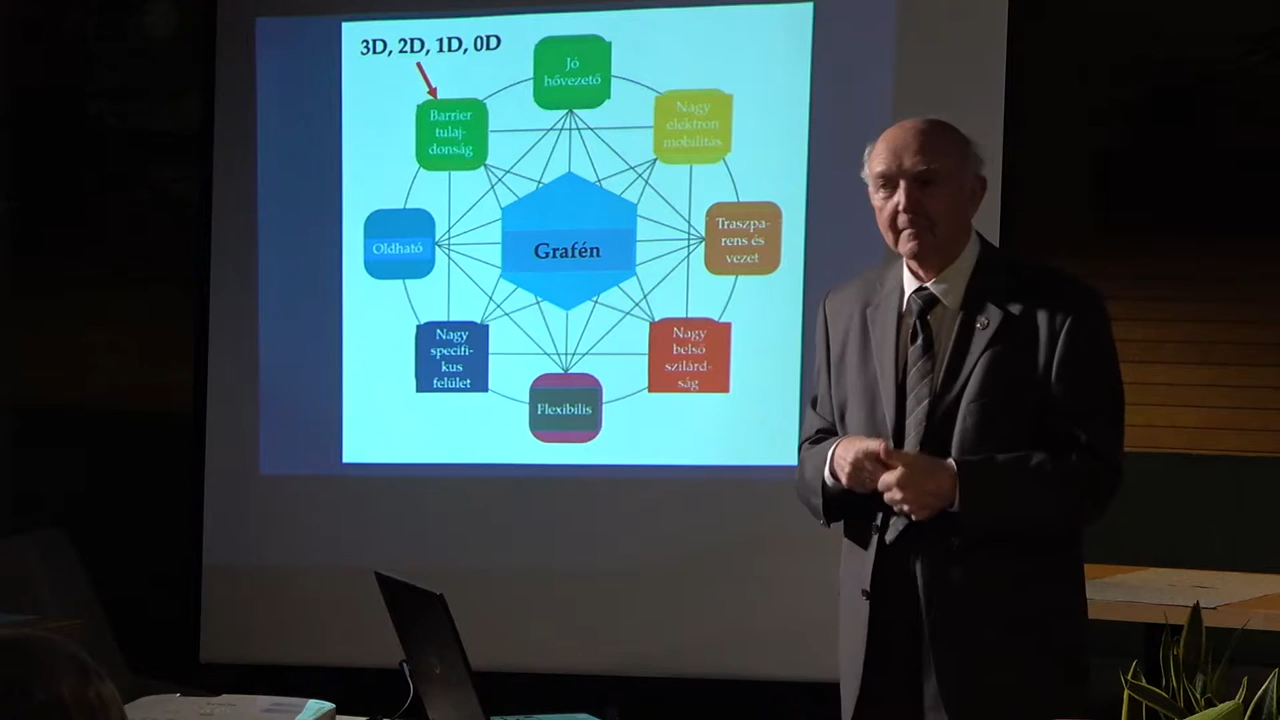 3D, 2D, 1D, 0D
Jó
hővezető
Barrier
tulaj-
donság
Nagy
elektron
mobilitás
Oldható
Grafén
Traszpa-
rens és
vezet
Nagy
specifi-
kus
felület
Nagy
belső
szilárd-
ság
Flexibilis